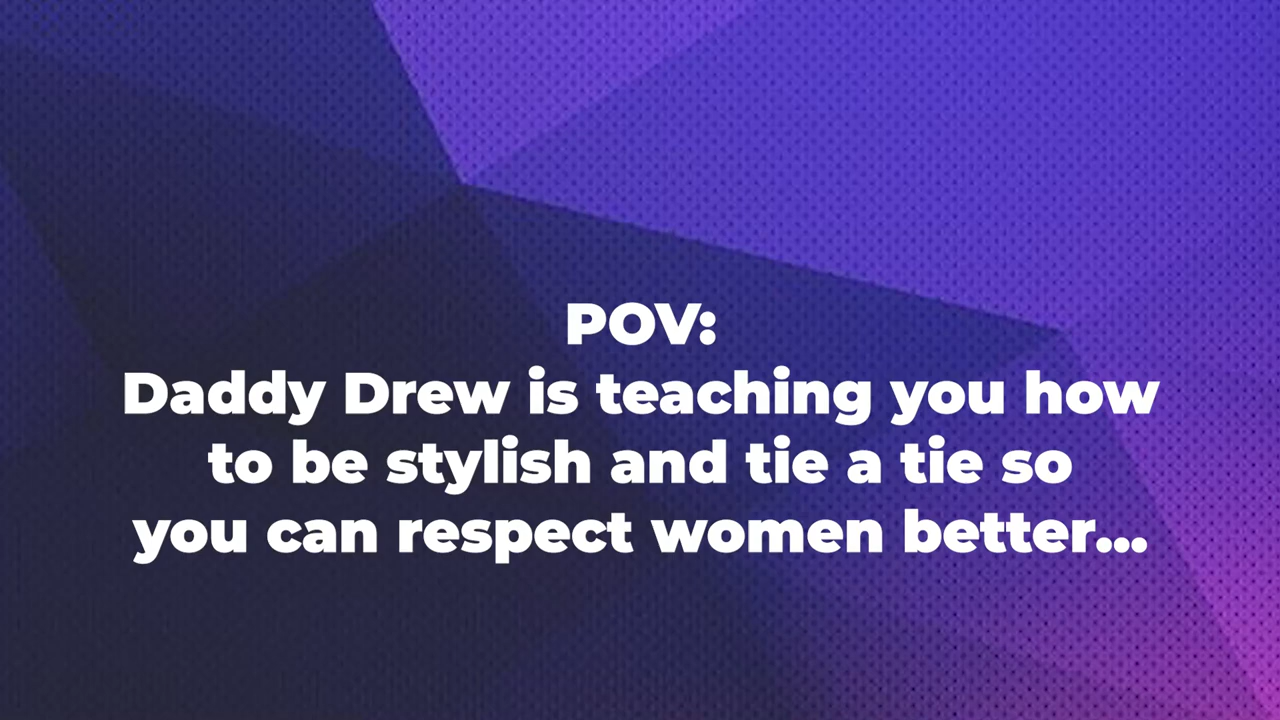 POV:
Daddy Drew is teaching you how
to be stylish and tie a tie so
you can respect women better...